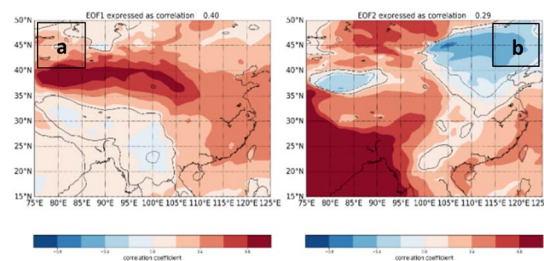 EOF1 expressed as correlation 0.40
EOF2 expressed as correlation 0.29
50°N
45°N
40°N
35°N
30°N
25°N
20°N
15°N
75°E 80°E 85°E 90°E 95°E 100°E 105°E 110°E 115°E 120°E 125°E
a
50°N
45°N
40°N
35°N
30°N
25°N
20°N
15°N
75°E 80°E 85°E 90°E 95°E 100°E 105°E 110°E 115°E 120°E 125°E
b
correlation coefficient
correlation coefficient